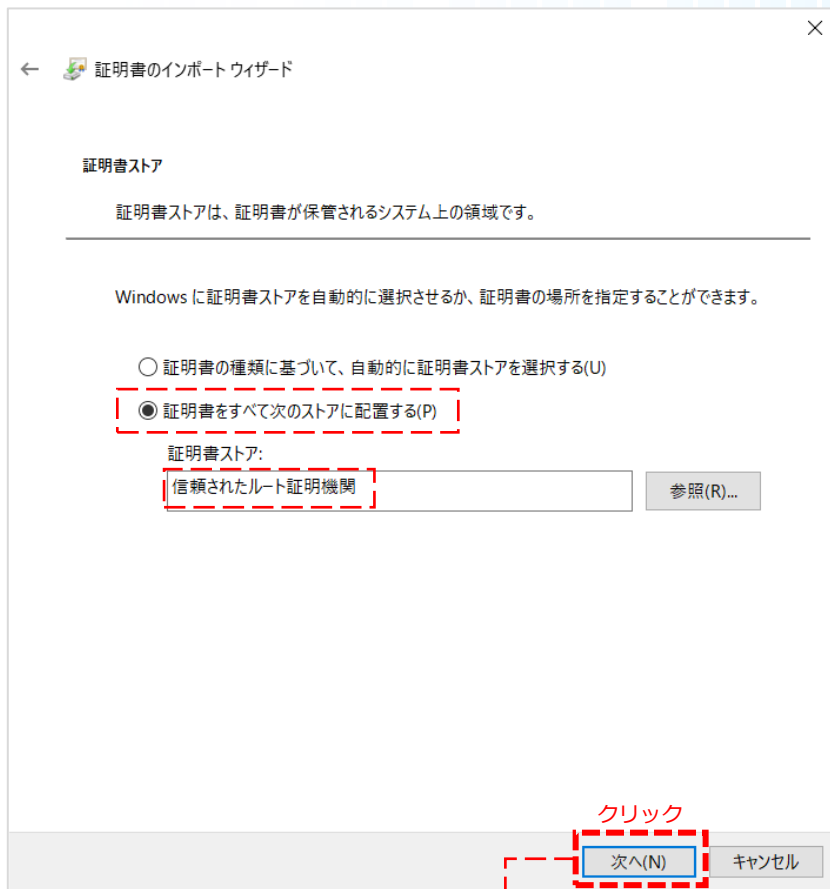 証明書のインポート ウィザード
証明書ストア
証明書ストアは、証明書が保管されるシステム上の領域です。
Windows に証明書ストアを自動的に選択させるか、証明書の場所を指定することができます。
証明書の種類に基づいて、自動的に証明書ストアを選択する(U)
証明書をすべて次のストアに配置する(P)
証明書ストア:
信頼されたルート証明機関
参照(R)...
クリック
次へ(N)
キャンセル